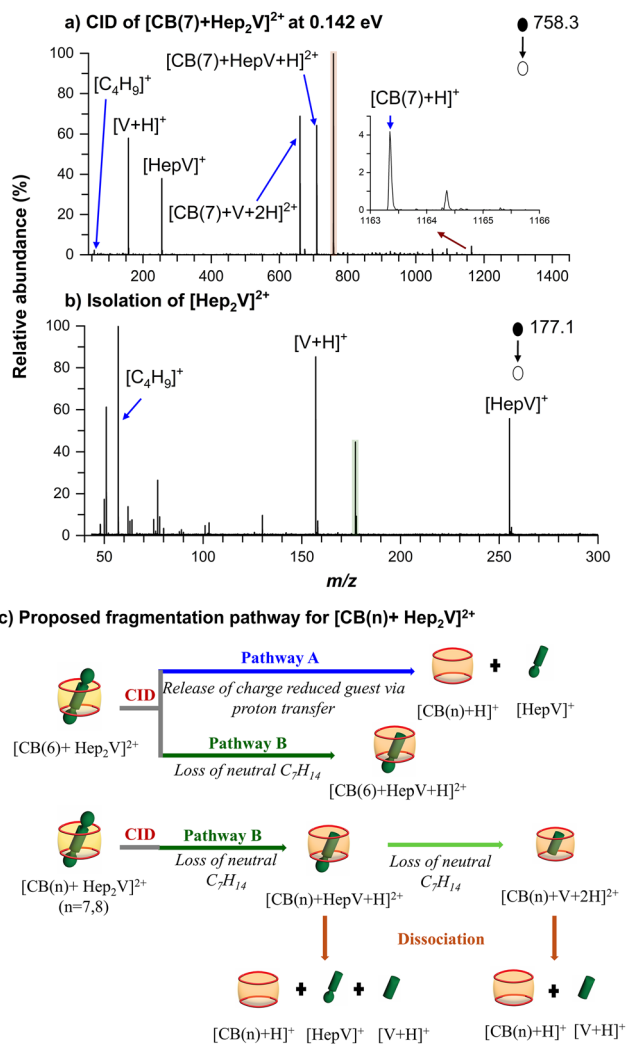 a) CID of [CB(7)+Hep₂V]²⁺ at 0.142 eV
758.3
[CB(7)+HepV+H]²⁺
[C₄H₉]⁺
[V+H]⁺
[HepV]⁺
[CB(7)+V+2H]²⁺
[CB(7)+H]⁺
4
2
0
1163 1164 1165 1166
100
80
60
40
20
0
200 400 600 800 1000 1200 1400
Relative abundance (%)
b) Isolation of [Hep₂V]²⁺
177.1
[V+H]⁺
[C₄H₉]⁺
[HepV]⁺
100
80
60
40
20
0
50 100 150 200 250 300
m/z
c) Proposed fragmentation pathway for [CB(n)+ Hep₂V]²⁺
Pathway A
CID
Release of charge reduced guest via
proton transfer
+
[CB(n)+H]⁺ [HepV]⁺
[CB(6)+ Hep₂V]²⁺
Pathway B
Loss of neutral C₇H₁₄
[CB(6)+HepV+H]²⁺
CID
Pathway B
Loss of neutral
C₇H₁₄
Loss of neutral
C₇H₁₄
[CB(n)+ Hep₂V]²⁺
(n=7,8)
[CB(n)+HepV+H]²⁺
[CB(n)+V+2H]²⁺
Dissociation
+ + +
[CB(n)+H]⁺ [HepV]⁺ [V+H]⁺
[CB(n)+H]⁺ [V+H]⁺